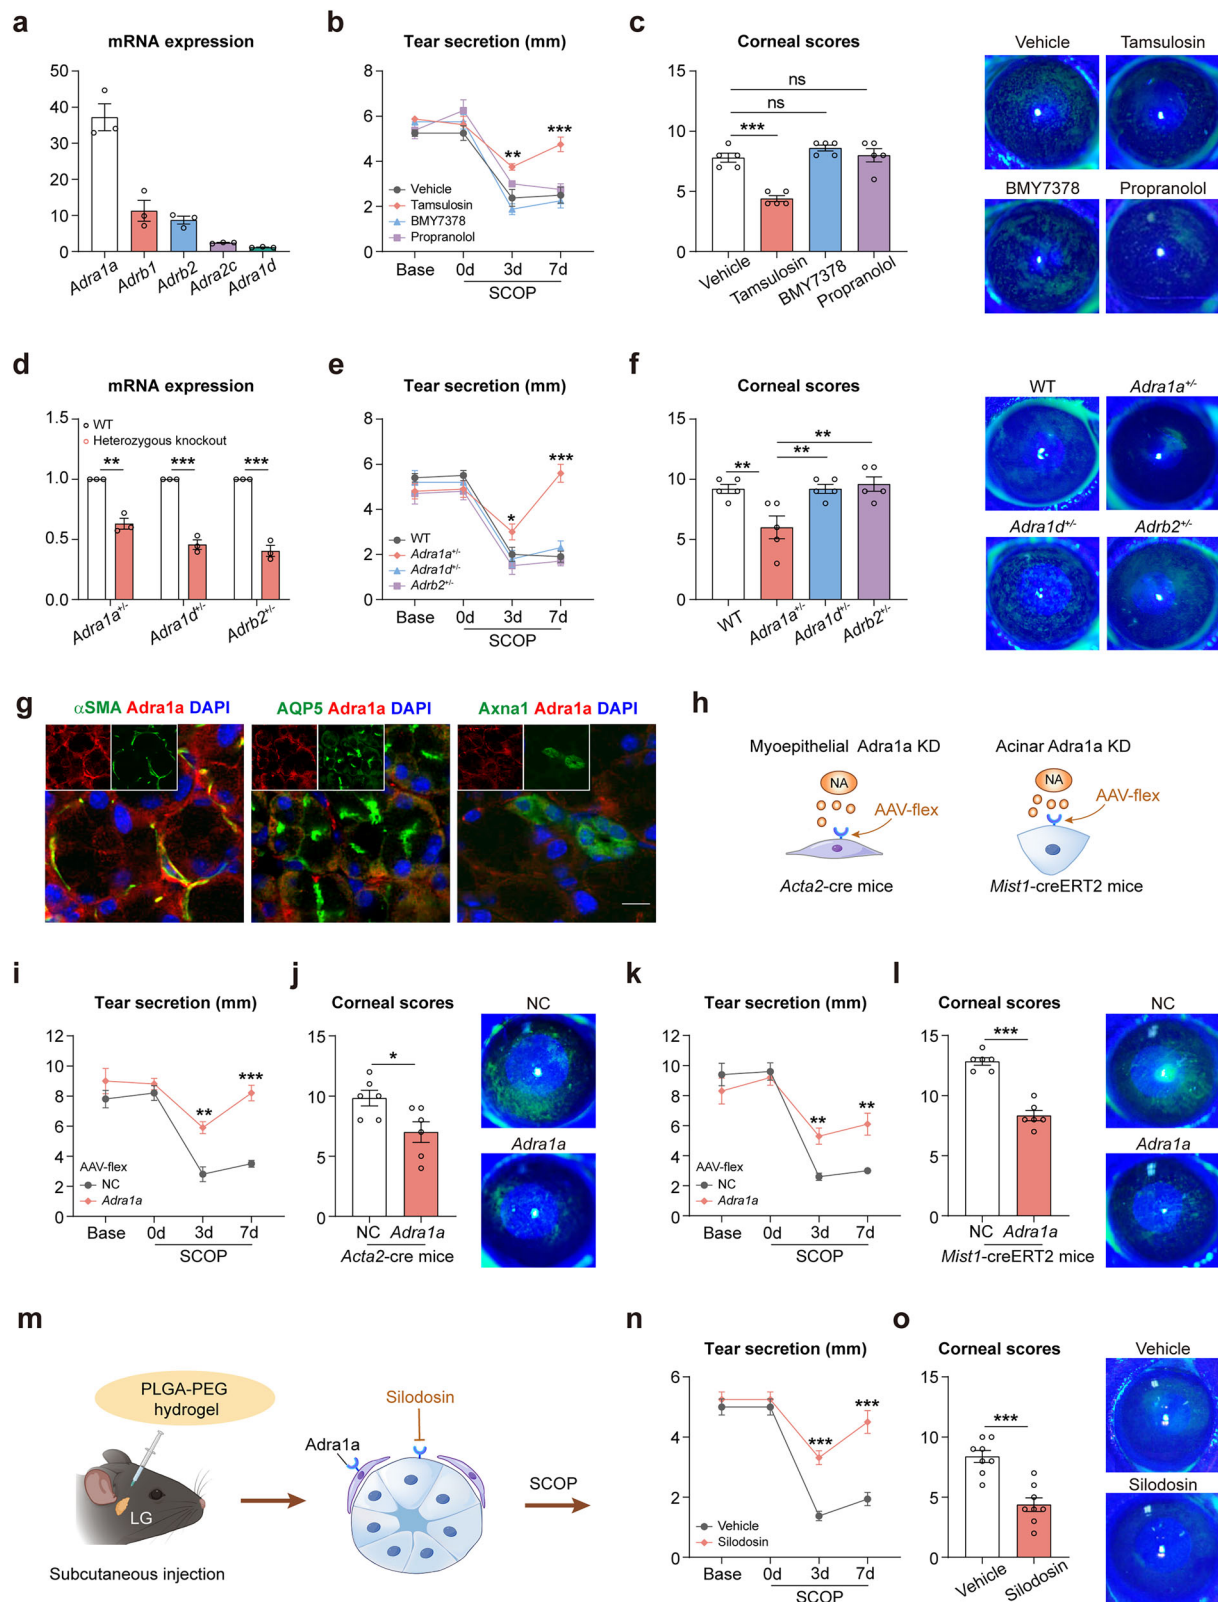 a
mRNA expression
50
40
30
20
10
0
Adra1a
Adrb1
Adrb2
Adra2c
Adra1d
b
Tear secretion (mm)
8
6
4
2
0
**
***
Vehicle
Tamsulosin
BMY7378
Propranolol
Base
0d
3d
7d
SCOP
c
Corneal scores
15
10
5
0
ns
ns
***
Vehicle
Tamsulosin
BMY7378
Propranolol
Vehicle
Tamsulosin
BMY7378
Propranolol
d
mRNA expression
1.5
1.0
0.5
0.0
WT
Heterozygous knockout
**
***
***
Adra1a+/-
Adra1d+/-
Adrb2+/-
e
Tear secretion (mm)
8
6
4
2
0
*
***
WT
Adra1a+/-
Adra1d+/-
Adrb2+/-
Base
0d
3d
7d
SCOP
f
Corneal scores
15
10
5
0
**
**
**
WT
Adra1a+/-
Adra1d+/-
Adrb2+/-
WT
Adra1a+/-
Adra1d+/-
Adrb2+/-
g
αSMA Adra1a DAPI
AQP5 Adra1a DAPI
Axna1 Adra1a DAPI
h
Myoepithelial Adra1a KD
NA
AAV-flex
Acta2-cre mice
Acinar Adra1a KD
NA
AAV-flex
Mist1-creERT2 mice
i
Tear secretion (mm)
12
10
8
6
4
2
0
**
***
AAV-flex
NC
Adra1a
Base
0d
3d
7d
SCOP
j
Corneal scores
15
10
5
0
*
NC
Adra1a
Acta2-cre mice
NC
Adra1a
k
Tear secretion (mm)
12
10
8
6
4
2
0
**
**
AAV-flex
NC
Adra1a
Base
0d
3d
7d
SCOP
l
Corneal scores
15
10
5
0
***
NC
Adra1a
Mist1-creERT2 mice
NC
Adra1a
m
PLGA-PEG
hydrogel
LG
Subcutaneous injection
Silodosin
Adra1a
SCOP
n
Tear secretion (mm)
6
4
2
0
***
***
Vehicle
Silodosin
Base
0d
3d
7d
SCOP
o
Corneal scores
15
10
5
0
***
Vehicle
Silodosin
Vehicle
Silodosin